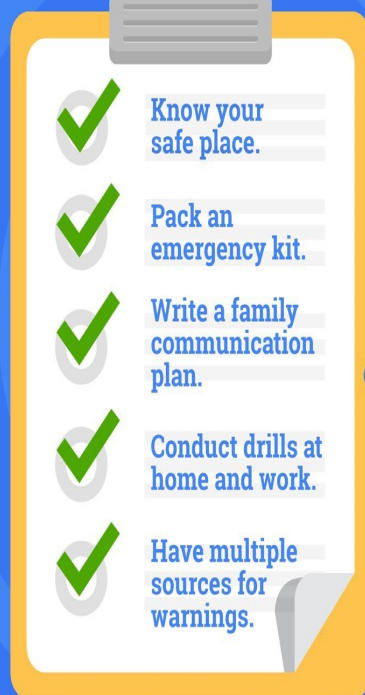 Know your
safe place.
Pack an
emergency kit.
Write a family
communication
plan.
Conduct drills at
home and work.
Have multiple
sources for
warnings.